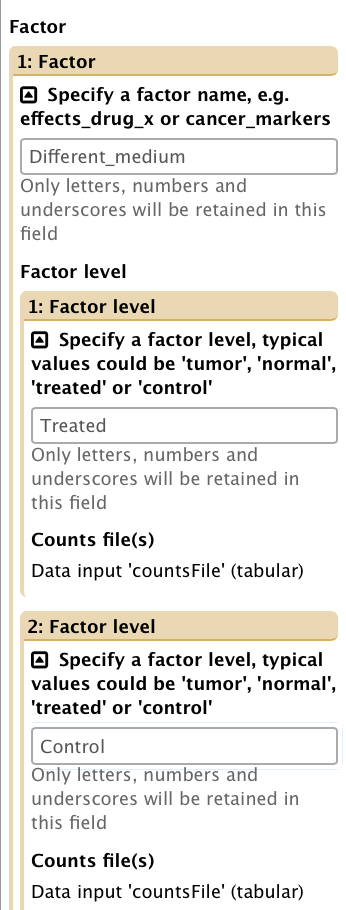 Factor
1: Factor
Specify a factor name, e.g.
effects_drug_x or cancer_markers
Different_medium
Only letters, numbers and
underscores will be retained in this
field
Factor level
1: Factor level
Specify a factor level, typical
values could be 'tumor', 'normal',
'treated' or 'control'
Treated
Only letters, numbers and
underscores will be retained in
this field
Counts file(s)
Data input 'countsFile' (tabular)
2: Factor level
Specify a factor level, typical
values could be 'tumor', 'normal',
'treated' or 'control'
Control
Only letters, numbers and
underscores will be retained in
this field
Counts file(s)
Data input 'countsFile' (tabular)